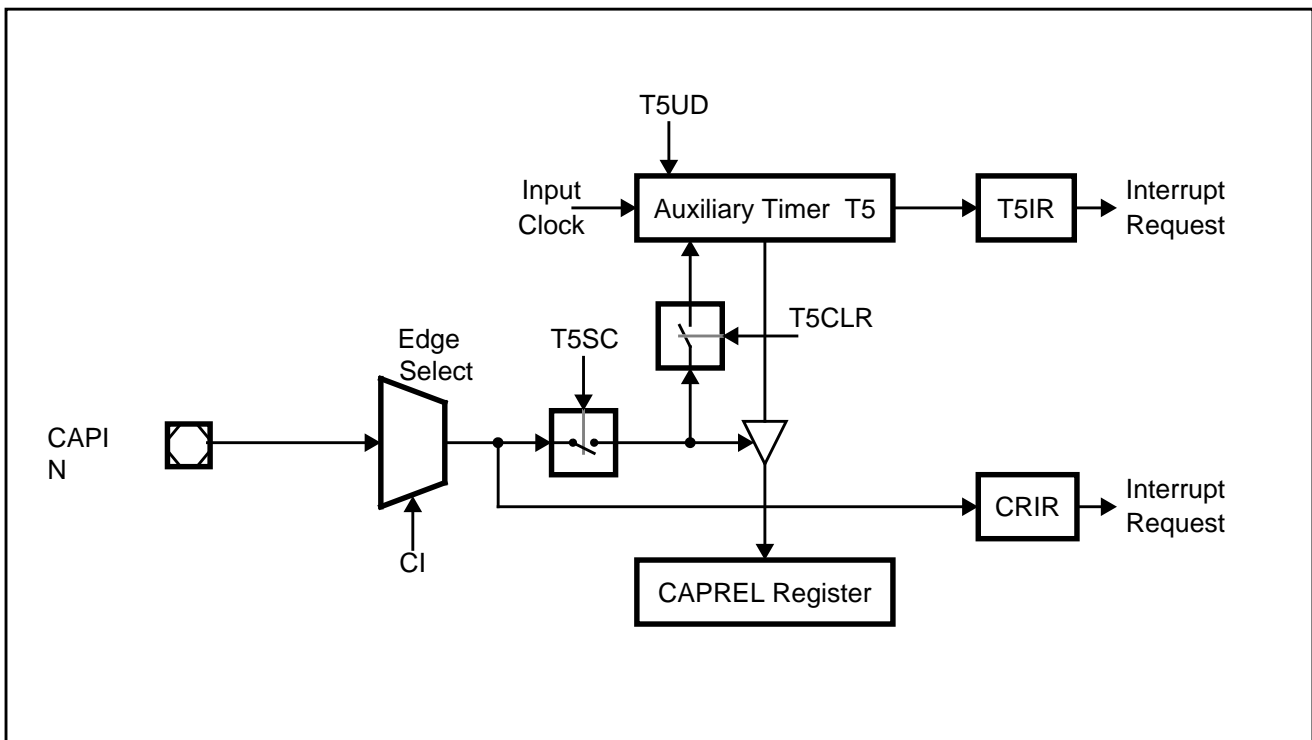 T5UD
Input
Clock
Auxiliary Timer T5
T5IR
Interrupt
Request
T5CLR
Edge
Select
T5SC
CAPI
N
CI
CRIR
Interrupt
Request
CAPREL Register